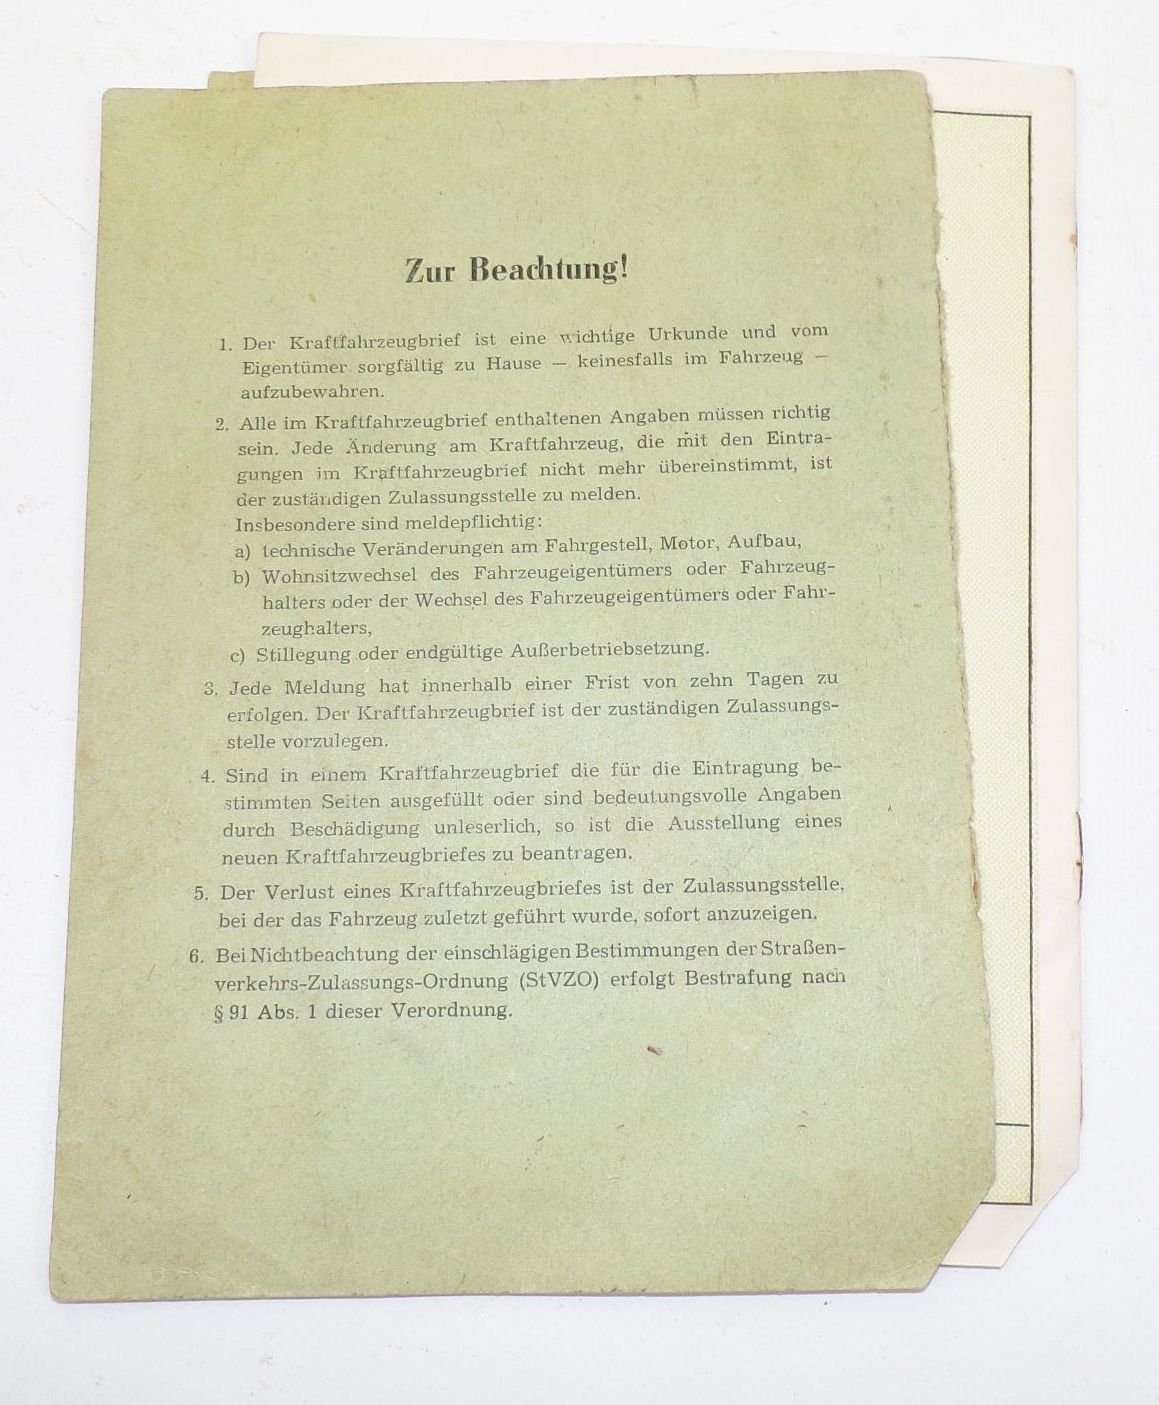 Zur Beachtung!
1. Der Kraftfahrzeugbrief ist eine wichtige Urkunde und vom
Eigentümer sorgfältig zu Hause — keinesfalls im Fahrzeug —
aufzubewahren.
2. Alle im Kraftfahrzeugbrief enthaltenen Angaben müssen richtig
sein. Jede Änderung am Kraftfahrzeug, die mit den Eintra-
gungen im Kraftfahrzeugbrief nicht mehr übereinstimmt, ist
der zuständigen Zulassungsstelle zu melden.
Insbesondere sind meldepflichtig:
a) technische Veränderungen am Fahrgestell, Motor, Aufbau,
b) Wohnsitzwechsel des Fahrzeugeigentümers oder Fahrzeug-
halters oder der Wechsel des Fahrzeugeigentümers oder Fahr-
zeughalters,
c) Stillegung oder endgültige Außerbetriebsetzung.
3. Jede Meldung hat innerhalb einer Frist von zehn Tagen zu
erfolgen. Der Kraftfahrzeugbrief ist der zuständigen Zulassungs-
stelle vorzulegen.
4. Sind in einem Kraftfahrzeugbrief die für die Eintragung be-
stimmten Seiten ausgefüllt oder sind bedeutungsvolle Angaben
durch Beschädigung unleserlich, so ist die Ausstellung eines
neuen Kraftfahrzeugbriefes zu beantragen.
5. Der Verlust eines Kraftfahrzeugbriefes ist der Zulassungsstelle,
bei der das Fahrzeug zuletzt geführt wurde, sofort anzuzeigen.
6. Bei Nichtbeachtung der einschlägigen Bestimmungen der Straßen-
verkehrs-Zulassungs-Ordnung (StVZO) erfolgt Bestrafung nach
§ 91 Abs. 1 dieser Verordnung.